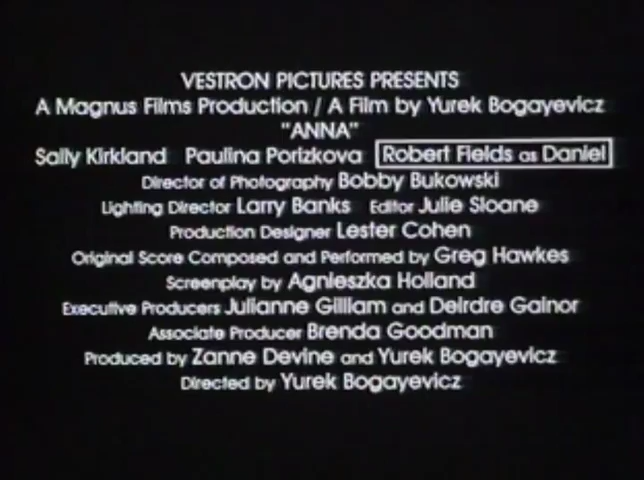 VESTRON PICTURES PRESENTS
A Magnus Films Production / A Film by Yurek Bogayevicz
"ANNA"
Sally Kirkland Paulina Porizkova Robert Fields as Daniel
Director of Photography Bobby Bukowski
Lighting Director Larry Banks Editor Julie Sloane
Production Designer Lester Cohen
Original Score Composed and Performed by Greg Hawkes
Screenplay by Agnieszka Holland
Executive Producers Julianne Gilliam and Deirdre Gainor
Associate Producer Brenda Goodman
Produced by Zanne Devine and Yurek Bogayevicz
Directed by Yurek Bogayevicz